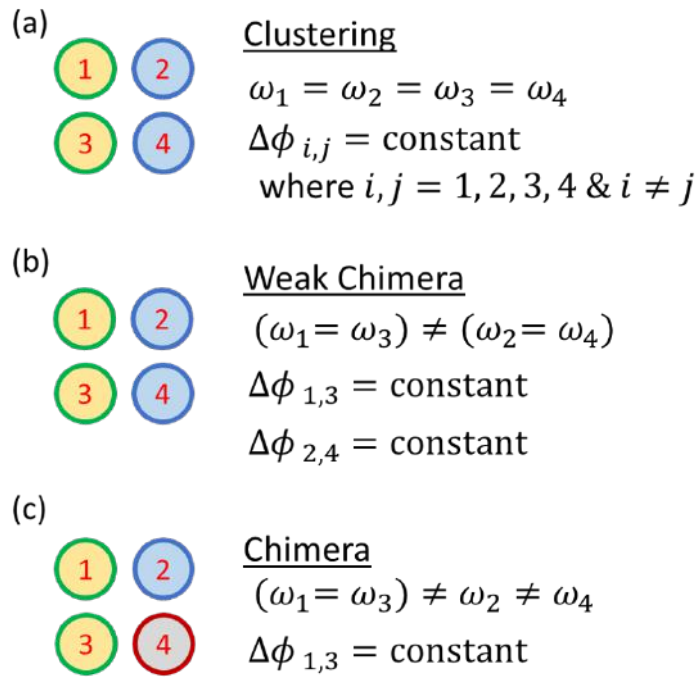 (a)
1 2
3 4
Clustering
ω₁ = ω₂ = ω₃ = ω₄
Δϕ ᵢ,ⱼ = constant
where i, j = 1, 2, 3, 4 & i ≠ j
(b)
1 2
3 4
Weak Chimera
(ω₁= ω₃) ≠ (ω₂= ω₄)
Δϕ ₁,₃ = constant
Δϕ ₂,₄ = constant
(c)
1 2
3 4
Chimera
(ω₁= ω₃) ≠ ω₂ ≠ ω₄
Δϕ ₁,₃ = constant